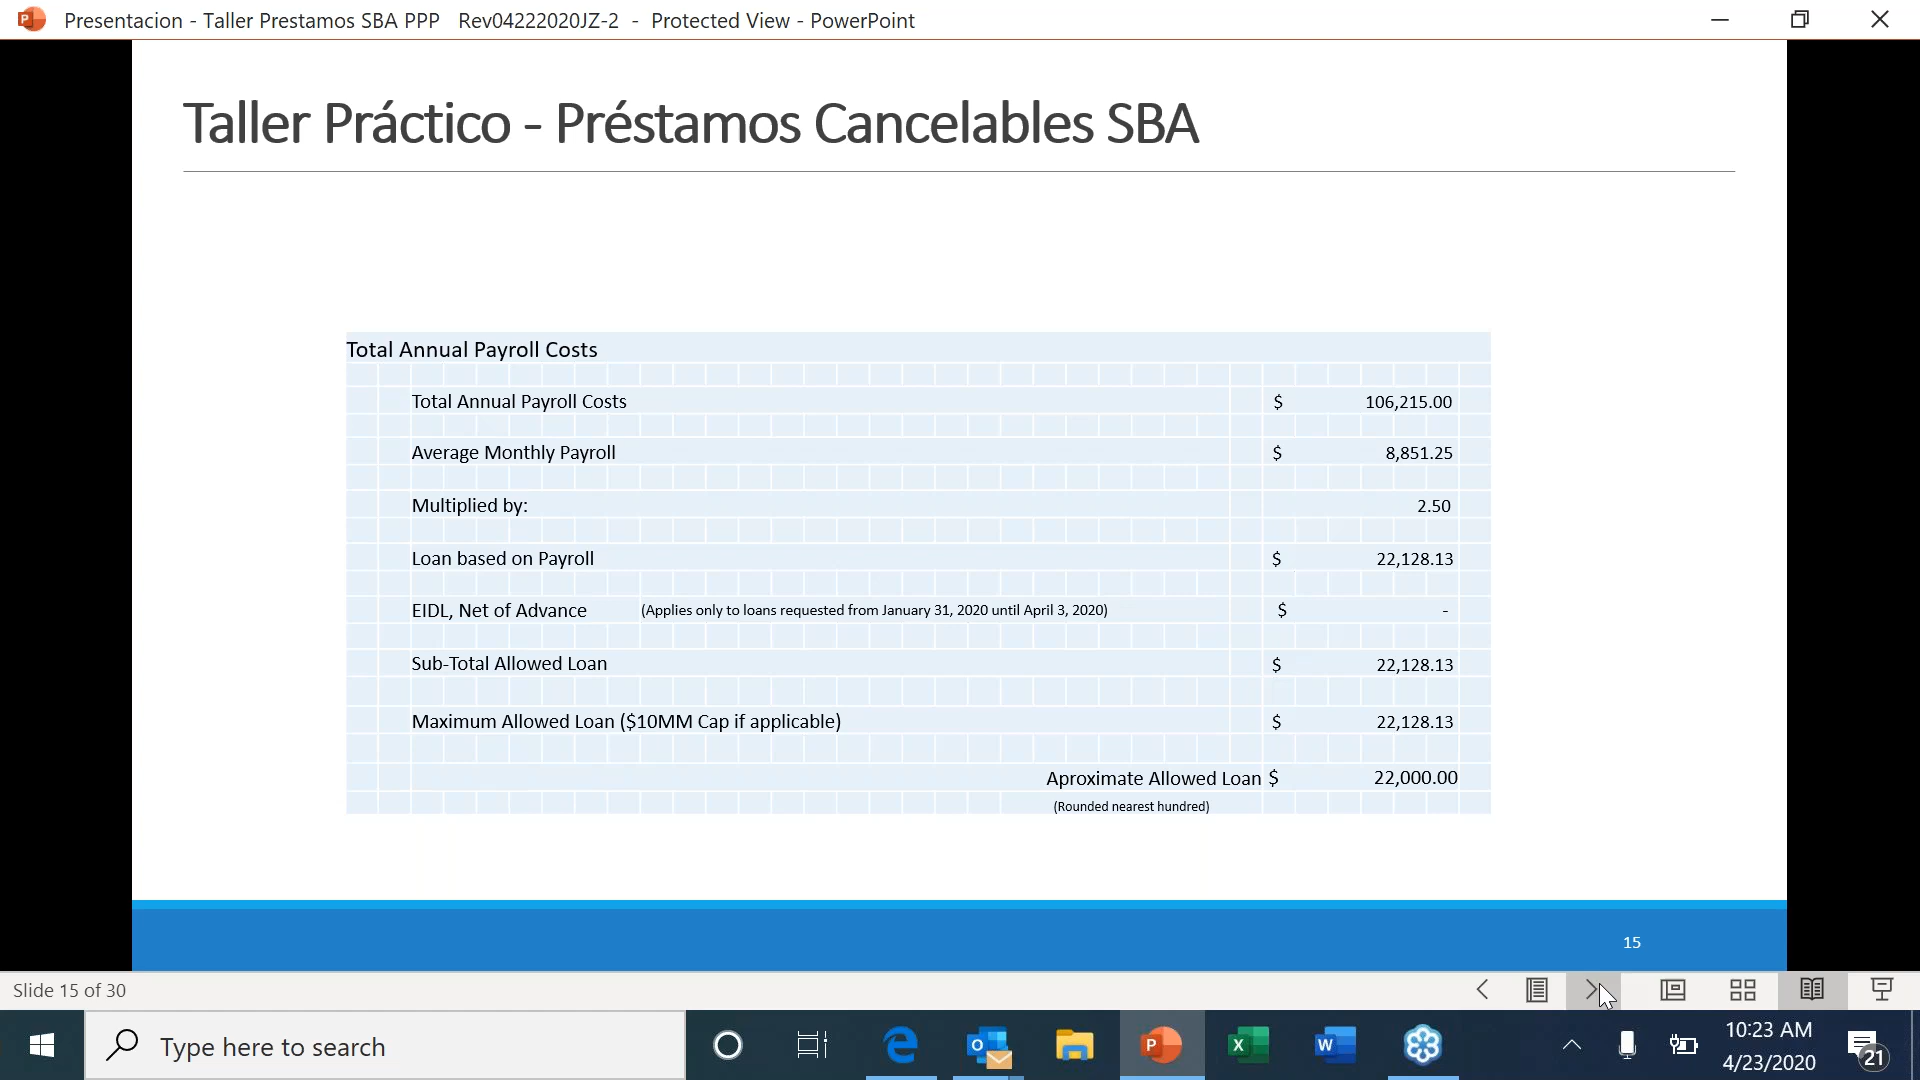 Presentacion - Taller Prestamos SBA PPP Rev04222020JZ-2 - Protected View - PowerPoint
Taller Práctico - Préstamos Cancelables SBA
Total Annual Payroll Costs
Total Annual Payroll Costs $ 106,215.00
Average Monthly Payroll $ 8,851.25
Multiplied by: 2.50
Loan based on Payroll $ 22,128.13
EIDL, Net of Advance (Applies only to loans requested from January 31, 2020 until April 3, 2020) $ -
Sub-Total Allowed Loan $ 22,128.13
Maximum Allowed Loan ($10MM Cap if applicable) $ 22,128.13
Aproximate Allowed Loan $ 22,000.00
(Rounded nearest hundred)
15
Slide 15 of 30
Type here to search
10:23 AM
4/23/2020
21